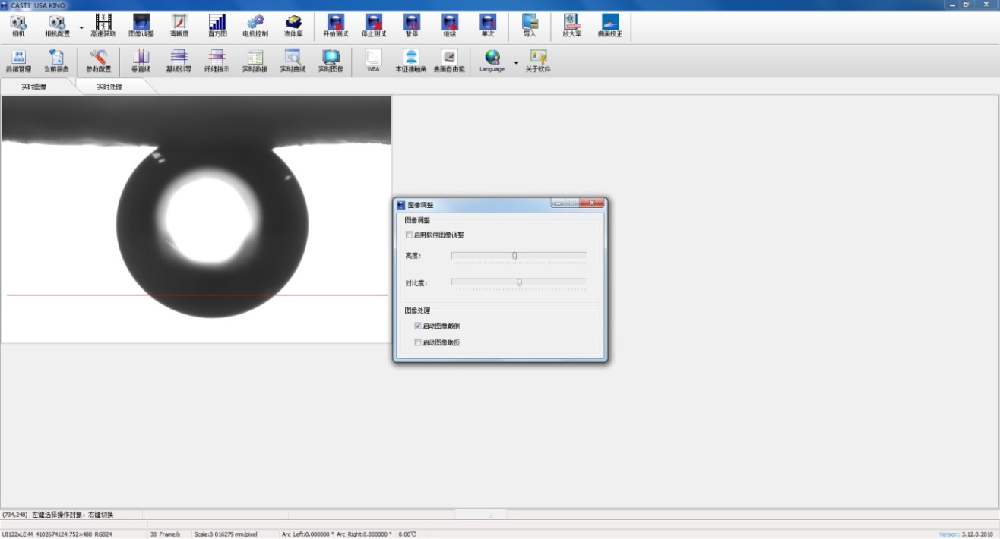 CAST3 USA KINO
相机 相机配置 高速获取 图像调整 清晰度 直方图 电机控制 液体库 开始测试 停止测试 暂停 继续 单次 导入 放大率 曲面校正
数据管理 当前报告 参数配置 垂直线 基线引导 纤维指示 实时数据 实时曲线 实时图像 WBA 本征接触角 表面自由能 Language 关于软件
实时图像 实时处理
图像调整
图像调整
启用软件图像调整
亮度：
对比度：
图像处理
启动图像颠倒
启动图像取反
(734,248) 左键选择操作对象，右键切换
UI122xLE-M_4102674124:752×480 RGB24 30 Frame/s Scale:0.016279 mm/pixel Arc_Left:0.000000 ° Arc_Right:0.000000 ° 0.00℃ Version: 3.12.0.2010